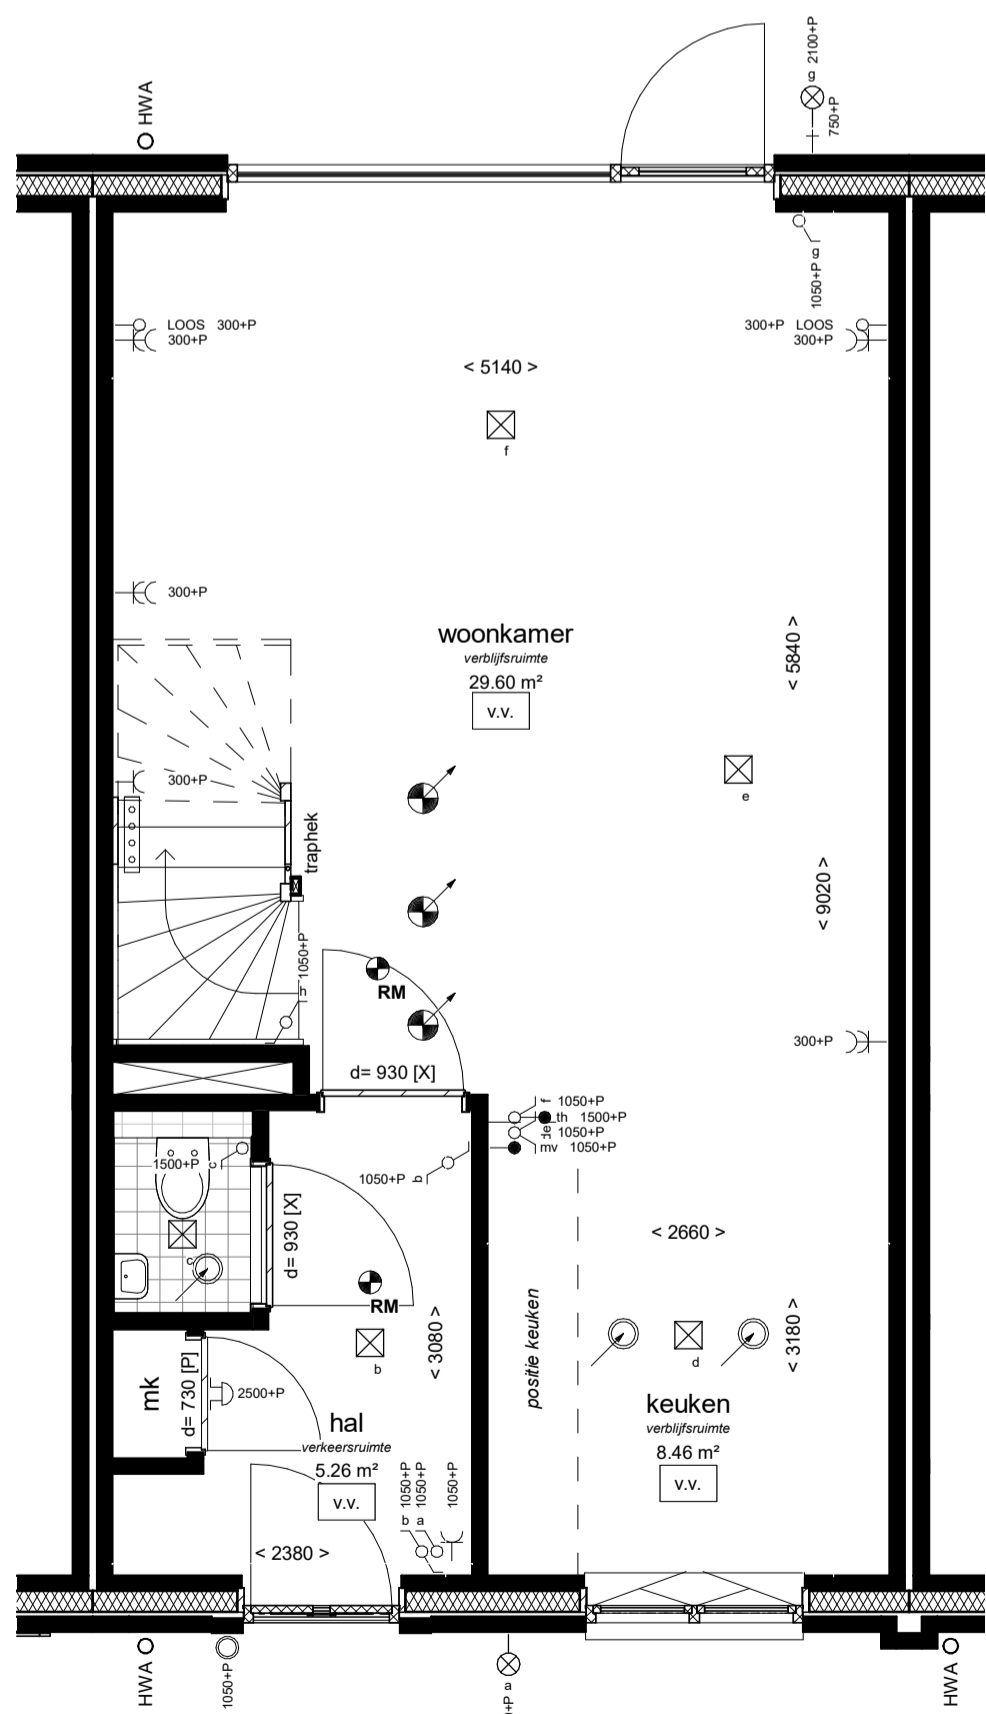 HWA
g 2100+P
750+P
1050+P g
LOOS 300+P
300+P
300+P LOOS
300+P
< 5140 >
f
300+P
woonkamer
verblijfsruimte
29.60 m²
v.v.
< 5840 >
300+P
e
traphek
< 9020 >
h 1050+P
RM
300+P
d= 930 [X]
f 1050+P
th 1500+P
de 1050+P
mv 1050+P
1500+P c
1050+P b
d= 930 [X]
c
< 2660 >
RM
b
< 3080 >
positie keuken
d
< 3180 >
mk
d= 730 [P]
2500+P
hal
verkeersruimte
5.26 m²
v.v.
keuken
verblijfsruimte
8.46 m²
v.v.
b 1050+P
a 1050+P
1050+P
< 2380 >
HWA
1050+P
a
HWA